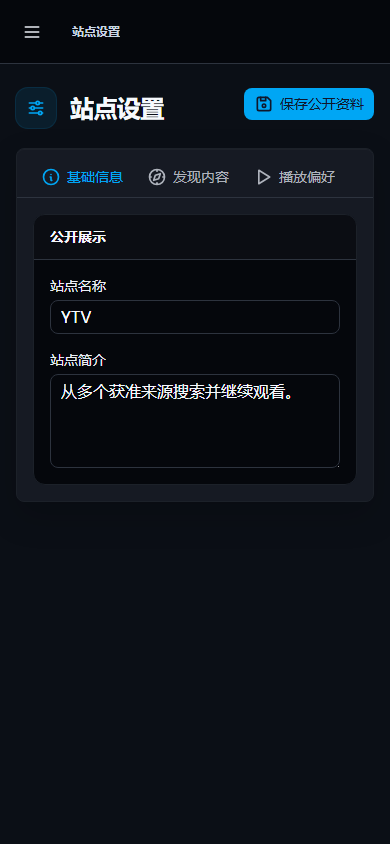 站点设置
站点设置
保存公开资料
基础信息
发现内容
播放偏好
公开展示
站点名称
YTV
站点简介
从多个获准来源搜索并继续观看。